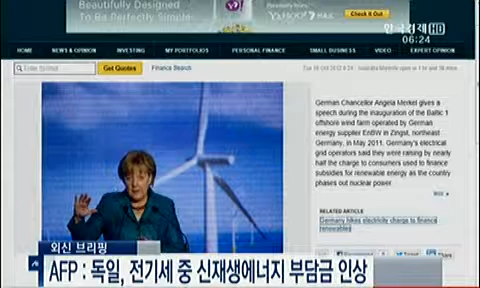 Beautifully Designed
To Be Perfectly Simple.
Y!
Experience
YAHOO! MAIL
Check It Out
한국경제HD
06:24
HOME NEWS & OPINION INVESTING MY PORTFOLIOS PERSONAL FINANCE SMALL BUSINESS VIDEO EXPERT OPINION
Enter Symbol Get Quotes Finance Search
German Chancellor Angela Merkel gives a
speech during the inauguration of the Baltic 1
offshore wind farm operated by German
energy supplier EnBW in Zingst, northeast
Germany, in May 2011. Germany's electrical
grid operators said they were raising by nearly
half the charge to consumers used to finance
subsidies for renewable energy as the country
phases out nuclear power.
RELATED ARTICLE
Germany hikes electricity charge to finance
renewables
외신 브리핑
AFP : 독일, 전기세 중 신재생에너지 부담금 인상